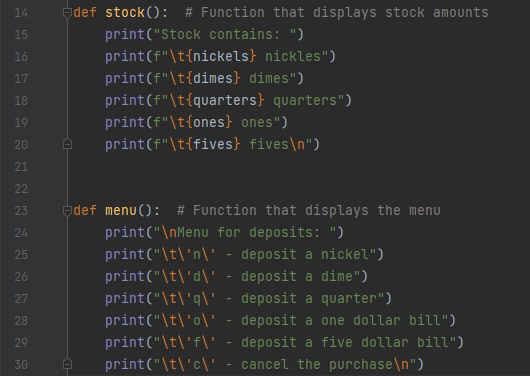 14 def stock():  # Function that displays stock amounts
15     print("Stock contains: ")
16     print(f"\t{nickels} nickles")
17     print(f"\t{dimes} dimes")
18     print(f"\t{quarters} quarters")
19     print(f"\t{ones} ones")
20     print(f"\t{fives} fives\n")
21
22
23 def menu():  # Function that displays the menu
24     print("\nMenu for deposits: ")
25     print("\t\'n\' - deposit a nickel")
26     print("\t\'d\' - deposit a dime")
27     print("\t\'q\' - deposit a quarter")
28     print("\t\'o\' - deposit a one dollar bill")
29     print("\t\'f\' - deposit a five dollar bill")
30     print("\t\'c\' - cancel the purchase\n")